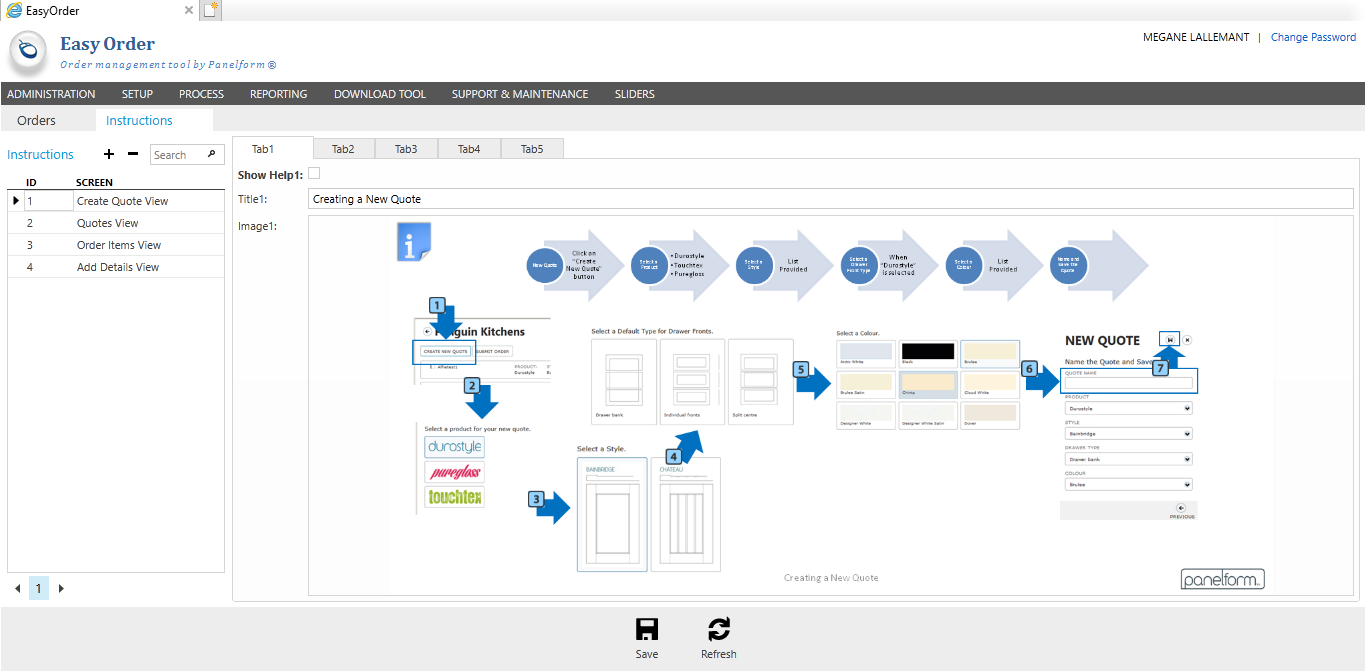 EasyOrder
Easy Order
Order management tool by Panelform ®
MEGANE LALLEMANT | Change Password
ADMINISTRATION SETUP PROCESS REPORTING DOWNLOAD TOOL SUPPORT & MAINTENANCE SLIDERS
Orders Instructions
Instructions
Search
ID SCREEN
1 Create Quote View
2 Quotes View
3 Order Items View
4 Add Details View
1
Tab1 Tab2 Tab3 Tab4 Tab5
Show Help1:
Title1: Creating a New Quote
Image1:
New Quote
Click on
"Create
New Quote"
button
Select a
Product
• Durostyle
• Touchtex
• Puregloss
Select a
Style
List
Provided
Select a
Drawer
Front Type
When
"Durostyle"
is selected
Select a
Colour
List
Provided
Name and
Save the
Quote
1
nguin Kitchens
CREATE NEW QUOTE
SUBMIT ORDER
PRODUCT:
Durostyle
2
Select a product for your new quote.
durostyle
puregloss
touchtex
3
Select a Style.
BAINBRIDGE
CHATEAU
4
Select a Default Type for Drawer Fronts.
Drawer bank
Individual fonts
Split centre
5
Select a Colour.
Antic White
Black
Brulee
Brulee Satin
China
Cloud White
Designer White
Designer White Satin
Dover
6
NEW QUOTE
Name the Quote and Save
7
QUOTE NAME
PRODUCT
Durostyle
STYLE
Bainbridge
DRAWER TYPE
Drawer bank
COLOUR
Brulee
PREVIOUS
Creating a New Quote
panelform
Save Refresh